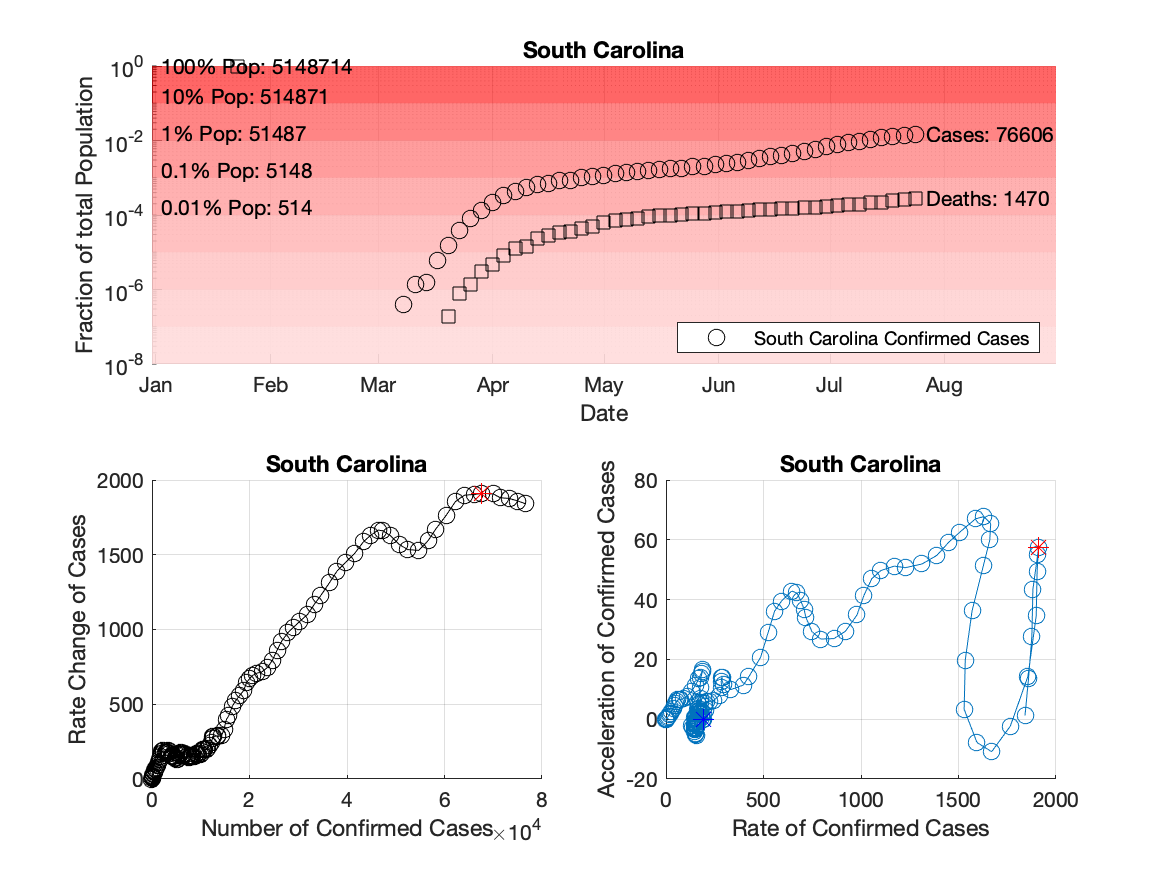 South Carolina
10^0
10^-2
10^-4
10^-6
10^-8
Fraction of total Population
100% Pop: 5148714
10% Pop: 514871
1% Pop: 51487
0.1% Pop: 5148
0.01% Pop: 514
Cases: 76606
Deaths: 1470
South Carolina Confirmed Cases
Jan Feb Mar Apr May Jun Jul Aug
Date
South Carolina
2000
1500
1000
500
0
Rate Change of Cases
0 2 4 6 8
Number of Confirmed Cases ×10^4
South Carolina
80
60
40
20
0
-20
Acceleration of Confirmed Cases
0 500 1000 1500 2000
Rate of Confirmed Cases